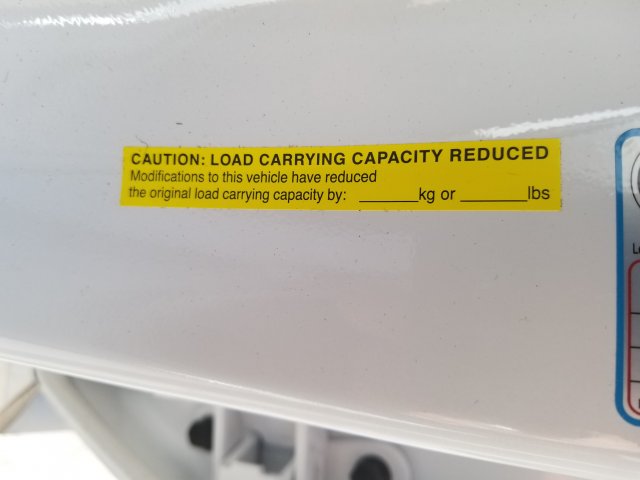 CAUTION: LOAD CARRYING CAPACITY REDUCED
Modifications to this vehicle have reduced
the original load carrying capacity by: _______kg or ________lbs